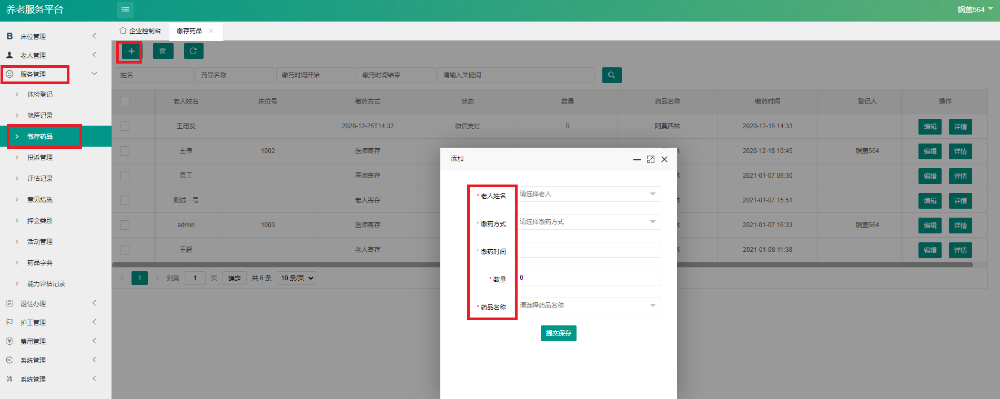 养老服务平台
锅盖564
企业控制台
缴存药品
B 床位管理
老人管理
服务管理
体检登记
就医记录
缴存药品
投诉管理
评估记录
意见措施
押金类别
活动管理
药品字典
能力评估记录
退住办理
护工管理
费用管理
系统管理
系统管理
姓名 药品名称 缴药时间开始 缴药时间结束 请输入关键词...
老人姓名 床位号 缴药方式 状态 数量 药品名称 缴药时间 登记人 操作
王德发 2020-12-25T14:32 微信支付 0 阿莫西林 2020-12-16 14:33 编辑 详情
王伟 1002 医师寄存 林 2020-12-18 10:45 锅盖564 编辑 详情
员工 医师寄存 林 2021-01-07 09:30 编辑 详情
测试一号 老人寄存 林 2021-01-07 15:51 编辑 详情
admin 1003 医师寄存 林 2021-01-07 16:33 锅盖564 编辑 详情
王超 老人寄存 林 2021-01-08 11:38 编辑 详情
1 到第 1 页 确定 共 6 条 10 条/页
添加
* 老人姓名 请选择老人
* 缴药方式 请选择缴药方式
* 缴药时间
* 数量 0
* 药品名称 请选择药品名称
提交保存